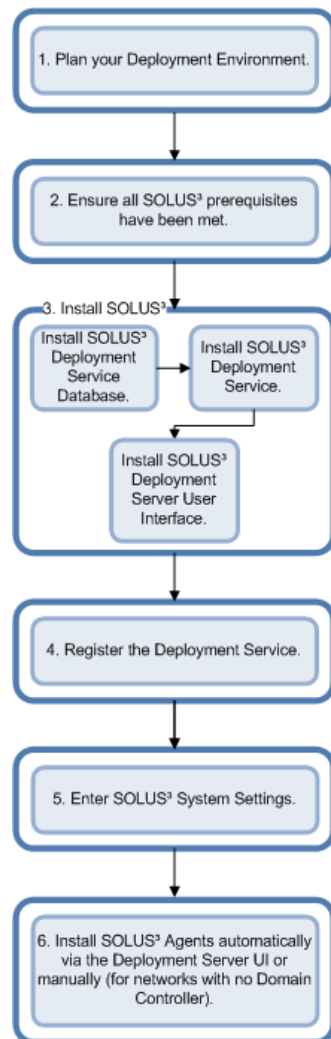 1. Plan your Deployment Environment.
2. Ensure all SOLUS³ prerequisites
have been met.
3. Install SOLUS³
Install SOLUS³
Deployment
Service
Database.
Install SOLUS³
Deployment
Service.
Install SOLUS³
Deployment
Server User
Interface.
4. Register the Deployment Service.
5. Enter SOLUS³ System Settings.
6. Install SOLUS³ Agents automatically
via the Deployment Server UI or
manually (for networks with no Domain
Controller).